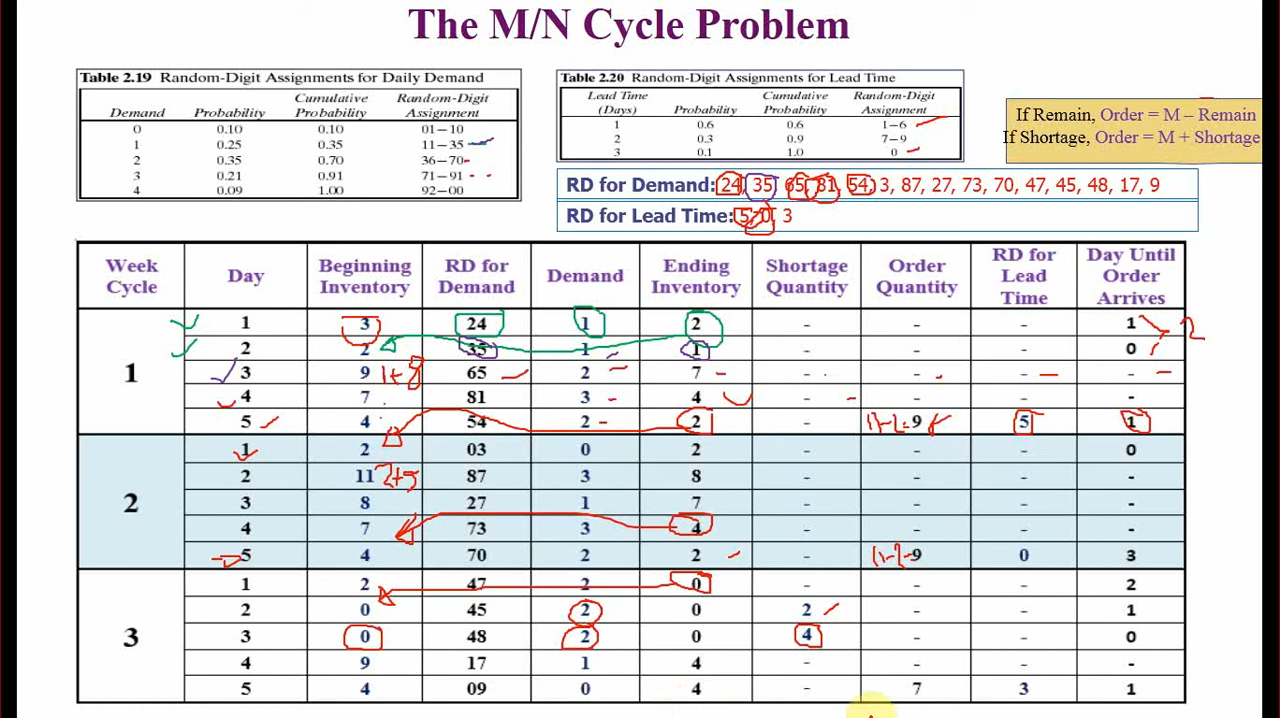 The M/N Cycle Problem
Table 2.19 Random-Digit Assignments for Daily Demand
Demand Probability Cumulative Probability Random-Digit Assignment
0 0.10 0.10 01–10
1 0.25 0.35 11–35
2 0.35 0.70 36–70
3 0.21 0.91 71–91
4 0.09 1.00 92–00
Table 2.20 Random-Digit Assignments for Lead Time
Lead Time (Days) Probability Cumulative Probability Random-Digit Assignment
1 0.6 0.6 1–6
2 0.3 0.9 7–9
3 0.1 1.0 0
If Remain, Order = M – Remain
If Shortage, Order = M + Shortage
RD for Demand: 24, 35, 65, 81, 54, 3, 87, 27, 73, 70, 47, 45, 48, 17, 9
RD for Lead Time: 5, 0, 3
Week Cycle Day Beginning Inventory RD for Demand Demand Ending Inventory Shortage Quantity Order Quantity RD for Lead Time Day Until Order Arrives
1
1 3 24 1 2 - - - 1 2
2 2 35 1 1 - - - 0
3 9 1+8 65 2 7 - - - -
4 7 81 3 4 - - - -
5 4 54 2 2 - 11-2= 9 5 1
2
1 2 03 0 2 - - - 0
2 11 2+9 87 3 8 - - - -
3 8 27 1 7 - - - -
4 7 73 3 4 - - - -
5 4 70 2 2 - 11-2= 9 0 3
3
1 2 47 2 0 - - - 2
2 0 45 2 0 2 - - 1
3 0 48 2 0 4 - - 0
4 9 17 1 4 - - - -
5 4 09 0 4 - 7 3 1